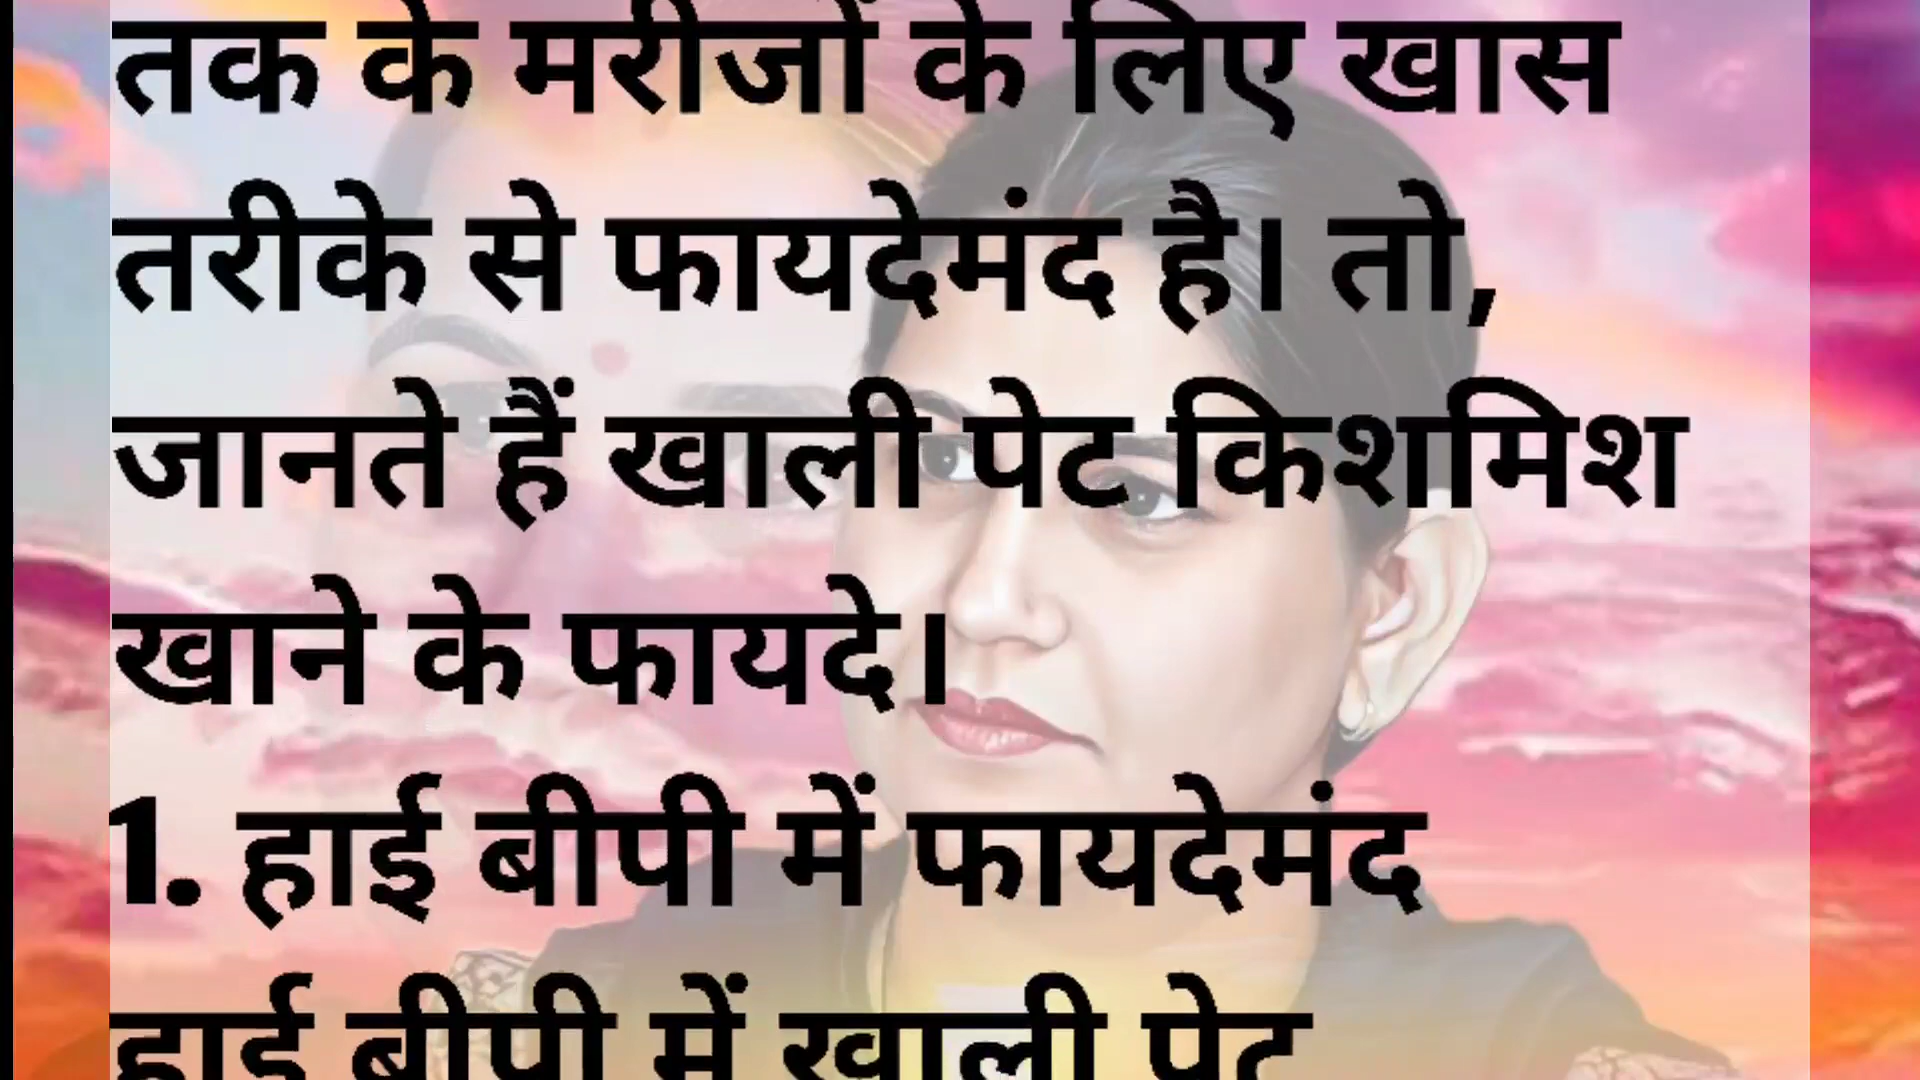 तक के मरीजों के लिए खास
तरीके से फायदेमंद है। तो,
जानते हैं खाली पेट किशमिश
खाने के फायदे।
1. हाई बीपी में फायदेमंद
हाई बीपी में खाली पेट